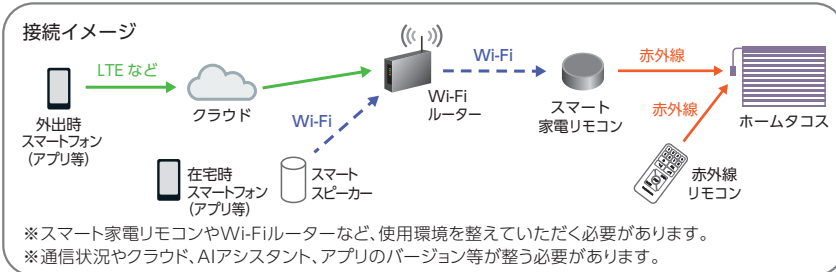 接続イメージ
LTE など
Wi-Fi
赤外線
赤外線
Wi-Fi
クラウド
Wi-Fi
ルーター
スマート
家電リモコン
ホームタコス
外出時
スマートフォン
(アプリ等)
在宅時
スマートフォン
(アプリ等)
スマート
スピーカー
赤外線
リモコン
※スマート家電リモコンやWi-Fiルーターなど、使用環境を整えていただく必要があります。
※通信状況やクラウド、AIアシスタント、アプリのバージョン等が整う必要があります。